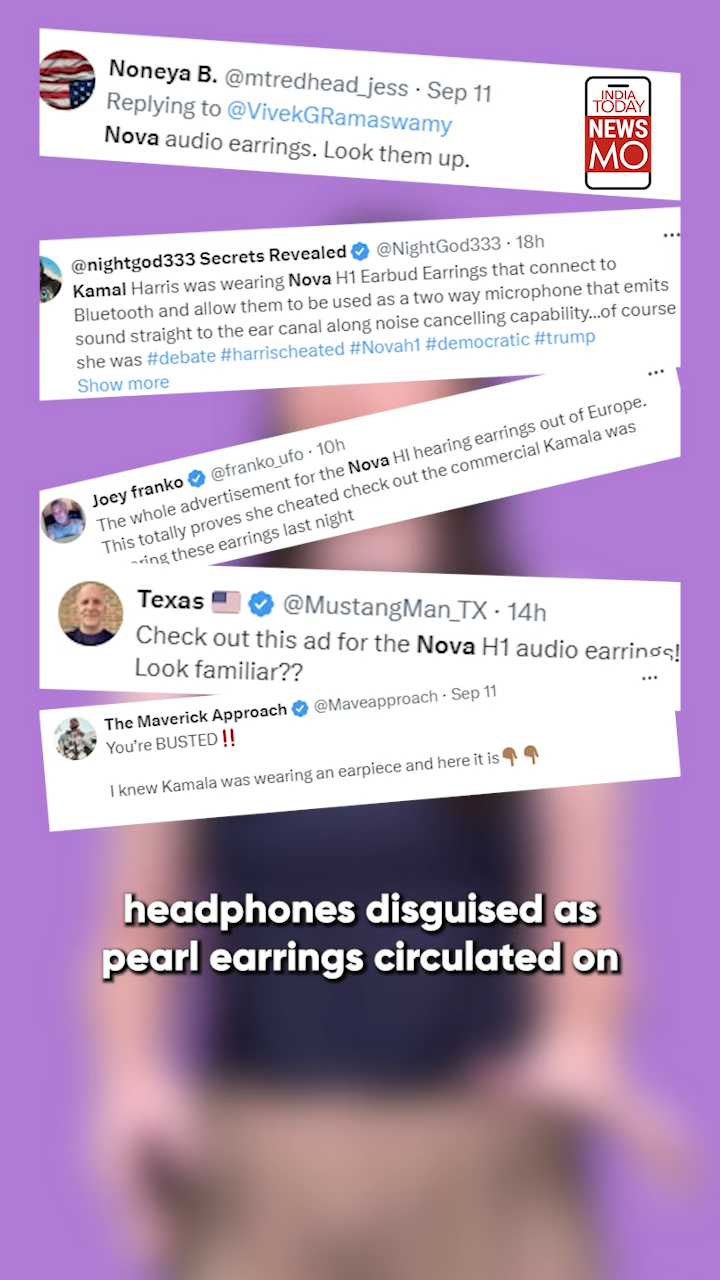 Noneya B. @mtredhead_jess · Sep 11
Replying to @VivekGRamaswamy
Nova audio earrings. Look them up.
INDIA
TODAY
NEWS
MO
@nightgod333 Secrets Revealed @NightGod333 · 18h
Kamal Harris was wearing Nova H1 Earbud Earrings that connect to
Bluetooth and allow them to be used as a two way microphone that emits
sound straight to the ear canal along noise cancelling capability...of course
she was #debate #harrischeated #Novah1 #democratic #trump
Show more
Joey franko @franko_ufo · 10h
The whole advertisement for the Nova HI hearing earrings out of Europe.
This totally proves she cheated check out the commercial Kamala was
these earrings last night
Texas 🇺🇸 @MustangMan_TX · 14h
Check out this ad for the Nova H1 audio earrings!
Look familiar??
The Maverick Approach @Maveapproach · Sep 11
You're BUSTED‼️
I knew Kamala was wearing an earpiece and here it is👇🏾👇🏾
headphones disguised as
pearl earrings circulated on